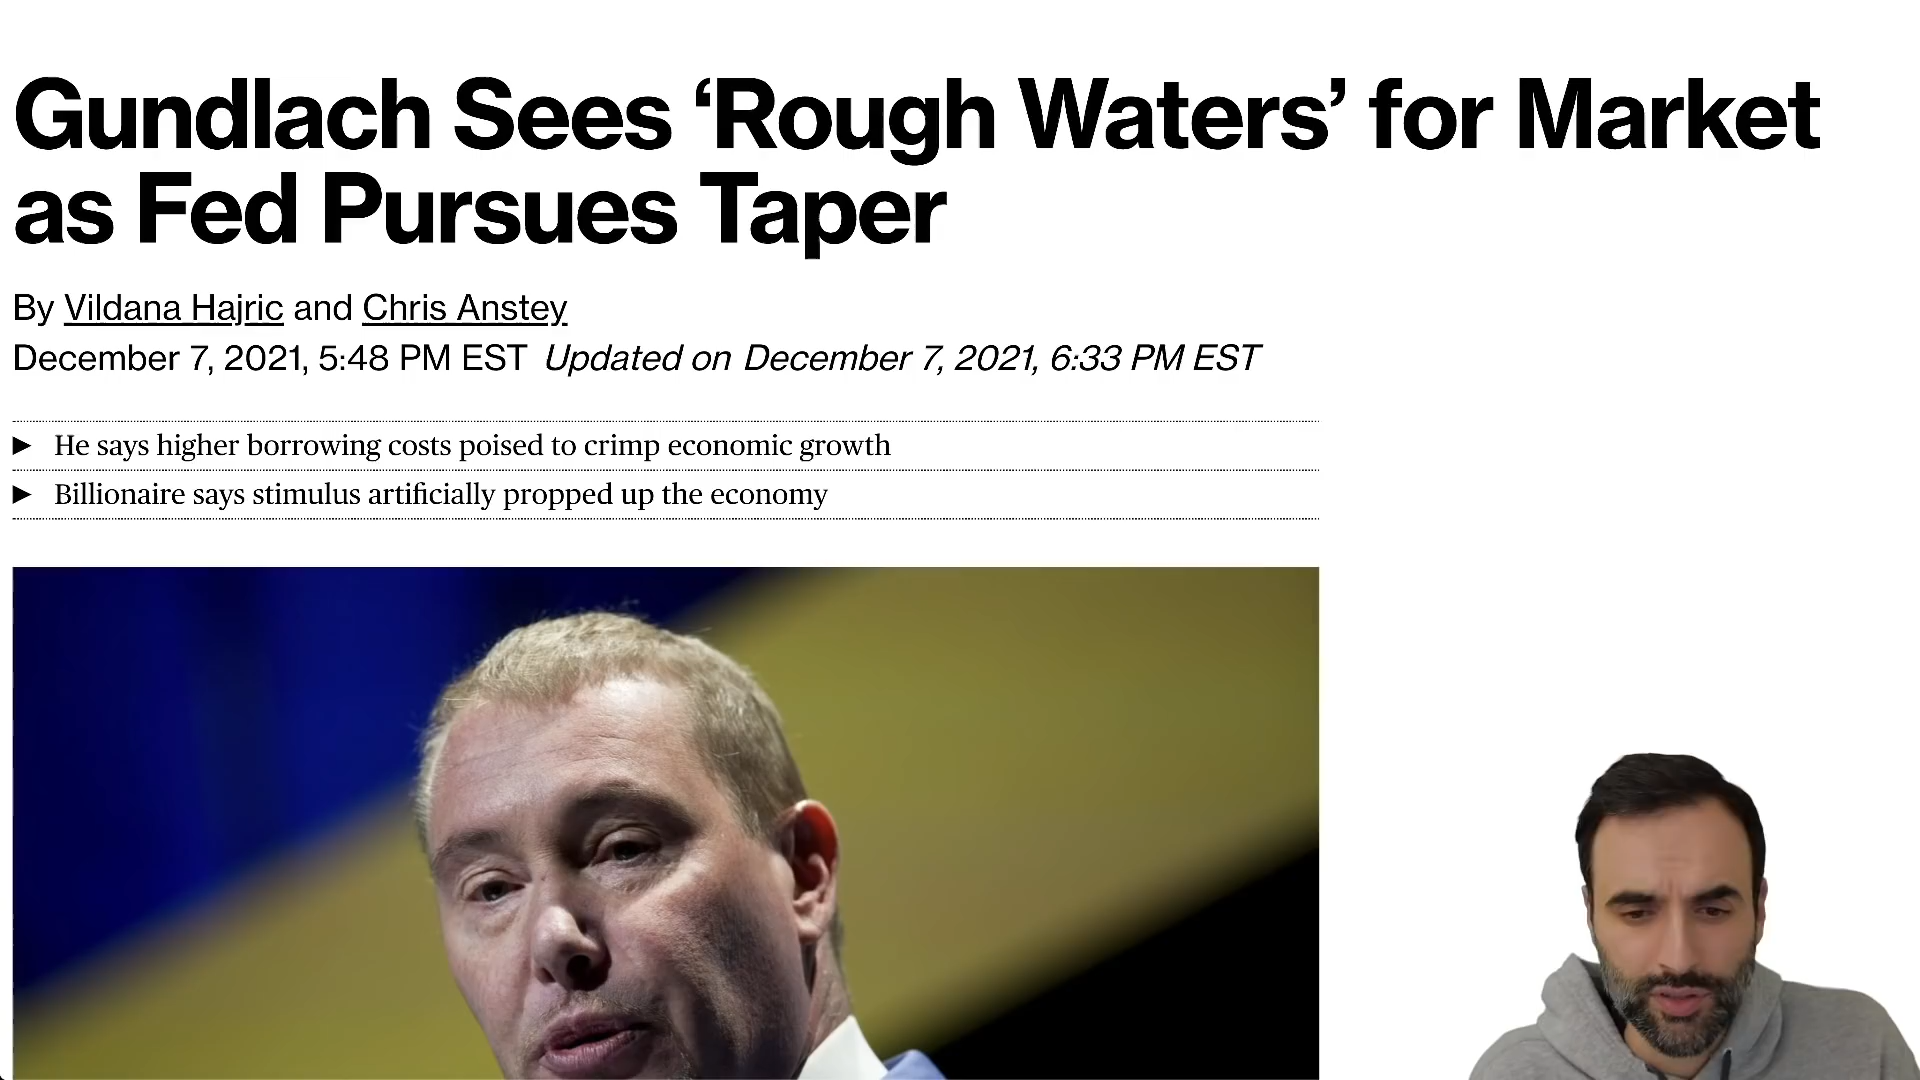 Gundlach Sees ‘Rough Waters’ for Market
as Fed Pursues Taper
By Vildana Hajric and Chris Anstey
December 7, 2021, 5:48 PM EST Updated on December 7, 2021, 6:33 PM EST
He says higher borrowing costs poised to crimp economic growth
Billionaire says stimulus artificially propped up the economy